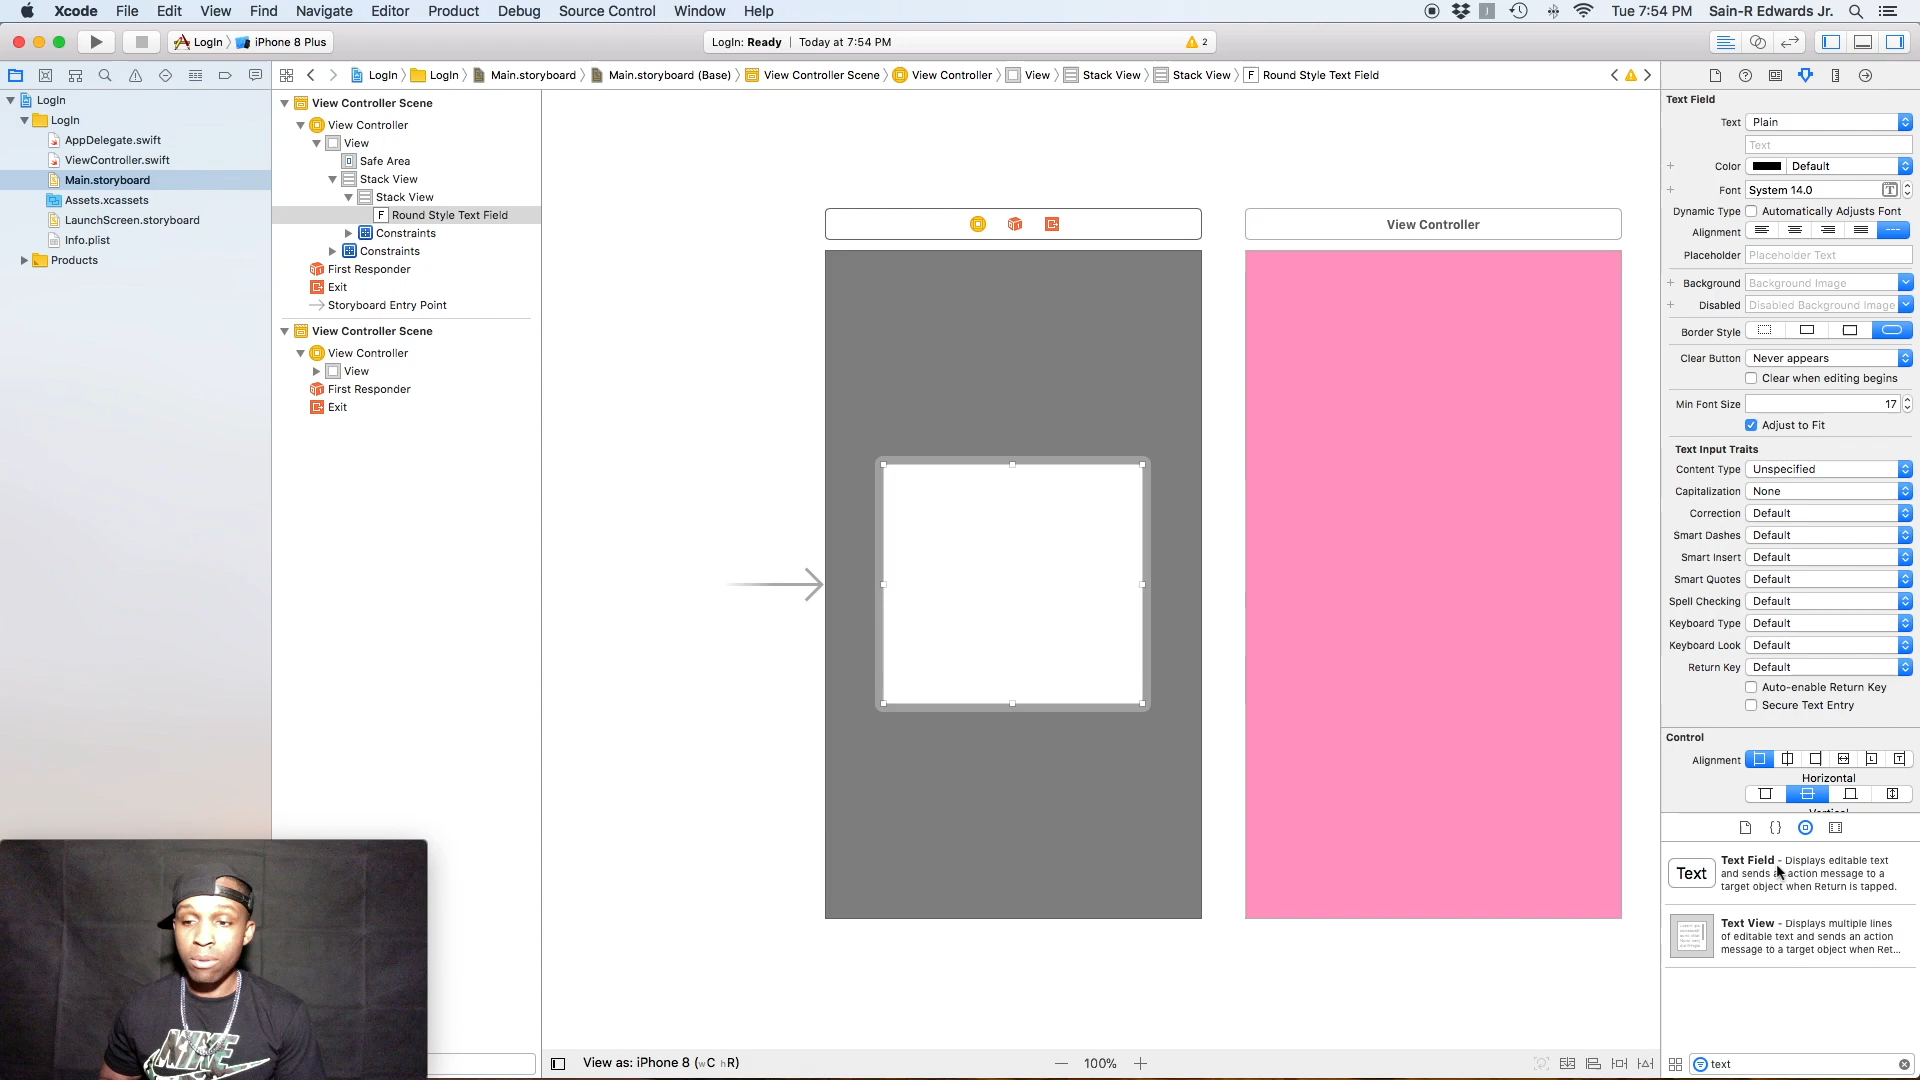 Xcode File Edit View Find Navigate Editor Product Debug Source Control Window Help Tue 7:54 PM Sain-R Edwards Jr.
LogIn iPhone 8 Plus LogIn: Ready Today at 7:54 PM 2
LogIn LogIn Main.storyboard Main.storyboard (Base) View Controller Scene View Controller View Stack View Stack View F Round Style Text Field
LogIn
LogIn
AppDelegate.swift
ViewController.swift
Main.storyboard
Assets.xcassets
LaunchScreen.storyboard
Info.plist
Products
View Controller Scene
View Controller
View
Safe Area
Stack View
Stack View
F Round Style Text Field
Constraints
Constraints
First Responder
Exit
Storyboard Entry Point
View Controller Scene
View Controller
View
First Responder
Exit
View Controller
View as: iPhone 8 (wC hR)
100%
Text Field
Text Plain
Text
Color Default
Font System 14.0
Dynamic Type Automatically Adjusts Font
Alignment
Placeholder Placeholder Text
Background Background Image
Disabled Disabled Background Image
Border Style
Clear Button Never appears
Clear when editing begins
Min Font Size 17
Adjust to Fit
Text Input Traits
Content Type Unspecified
Capitalization None
Correction Default
Smart Dashes Default
Smart Insert Default
Smart Quotes Default
Spell Checking Default
Keyboard Type Default
Keyboard Look Default
Return Key Default
Auto-enable Return Key
Secure Text Entry
Control
Alignment
Horizontal
Text
Text Field - Displays editable text
and sends action message to a
target object when Return is tapped.
Text View - Displays multiple lines
of editable text and sends an action
message to a target object when Ret...
text
NIKE